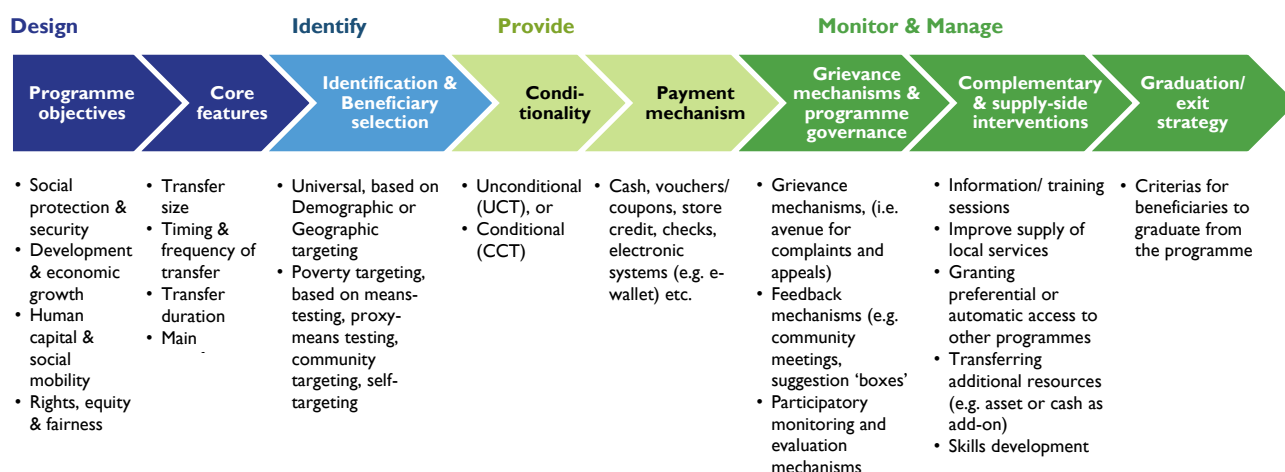 Design
Identify
Provide
Monitor & Manage
Programme
objectives
Core
features
Identification &
Beneficiary
selection
Condi-
tionality
Payment
mechanism
Grievance
mechanisms &
programme
governance
Complementary
& supply-side
interventions
Graduation/
exit
strategy
• Social
protection &
security
• Development
& economic
growth
• Human
capital &
social
mobility
• Rights, equity
& fairness
• Transfer
size
• Timing &
frequency of
transfer
• Transfer
duration
• Main
• Universal, based on
Demographic or
Geographic
targeting
• Poverty targeting,
based on means-
testing, proxy-
means testing,
community
targeting, self-
targeting
• Unconditional
(UCT), or
• Conditional
(CCT)
• Cash, vouchers/
coupons, store
credit, checks,
electronic
systems (e.g. e-
wallet) etc.
• Grievance
mechanisms, (i.e.
avenue for
complaints and
appeals)
• Feedback
mechanisms (e.g.
community
meetings,
suggestion ‘boxes’
• Participatory
monitoring and
evaluation
mechanisms
• Information/ training
sessions
• Improve supply of
local services
• Granting
preferential or
automatic access to
other programmes
• Transferring
additional resources
(e.g. asset or cash as
add-on)
• Skills development
• Criterias for
beneficiaries to
graduate from
the programme